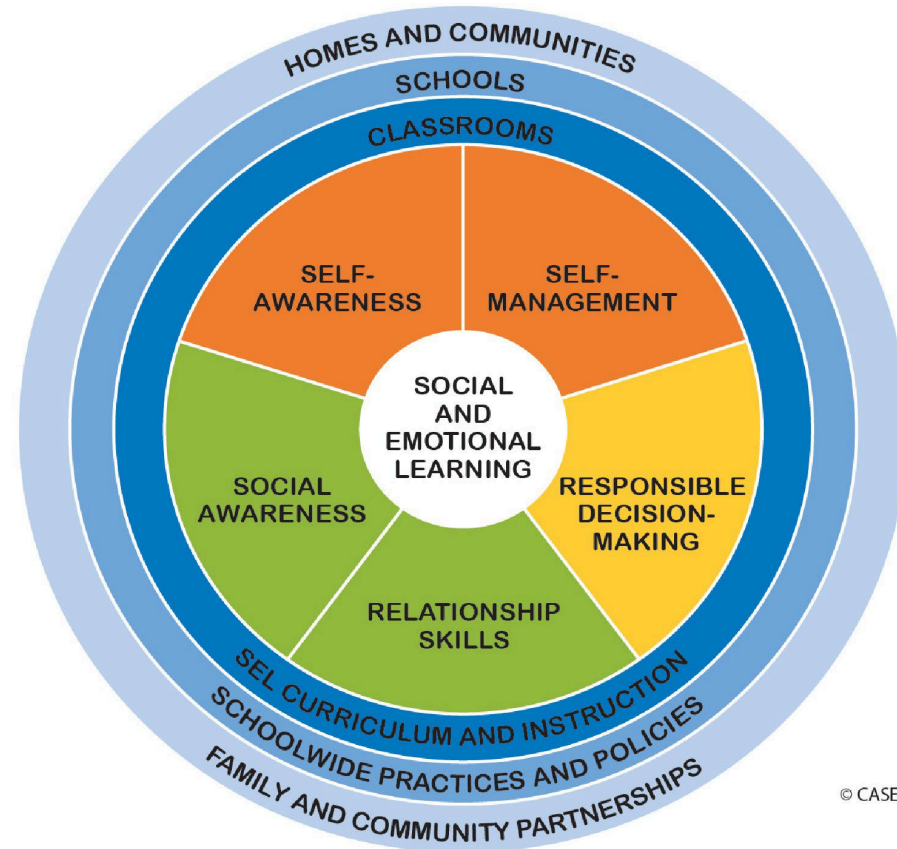 HOMES AND COMMUNITIES
SCHOOLS
CLASSROOMS
SELF-
AWARENESS
SELF-
MANAGEMENT
SOCIAL
AND
EMOTIONAL
LEARNING
SOCIAL
AWARENESS
RESPONSIBLE
DECISION-
MAKING
RELATIONSHIP
SKILLS
SEL CURRICULUM AND INSTRUCTION
SCHOOLWIDE PRACTICES AND POLICIES
FAMILY AND COMMUNITY PARTNERSHIPS
© CASE